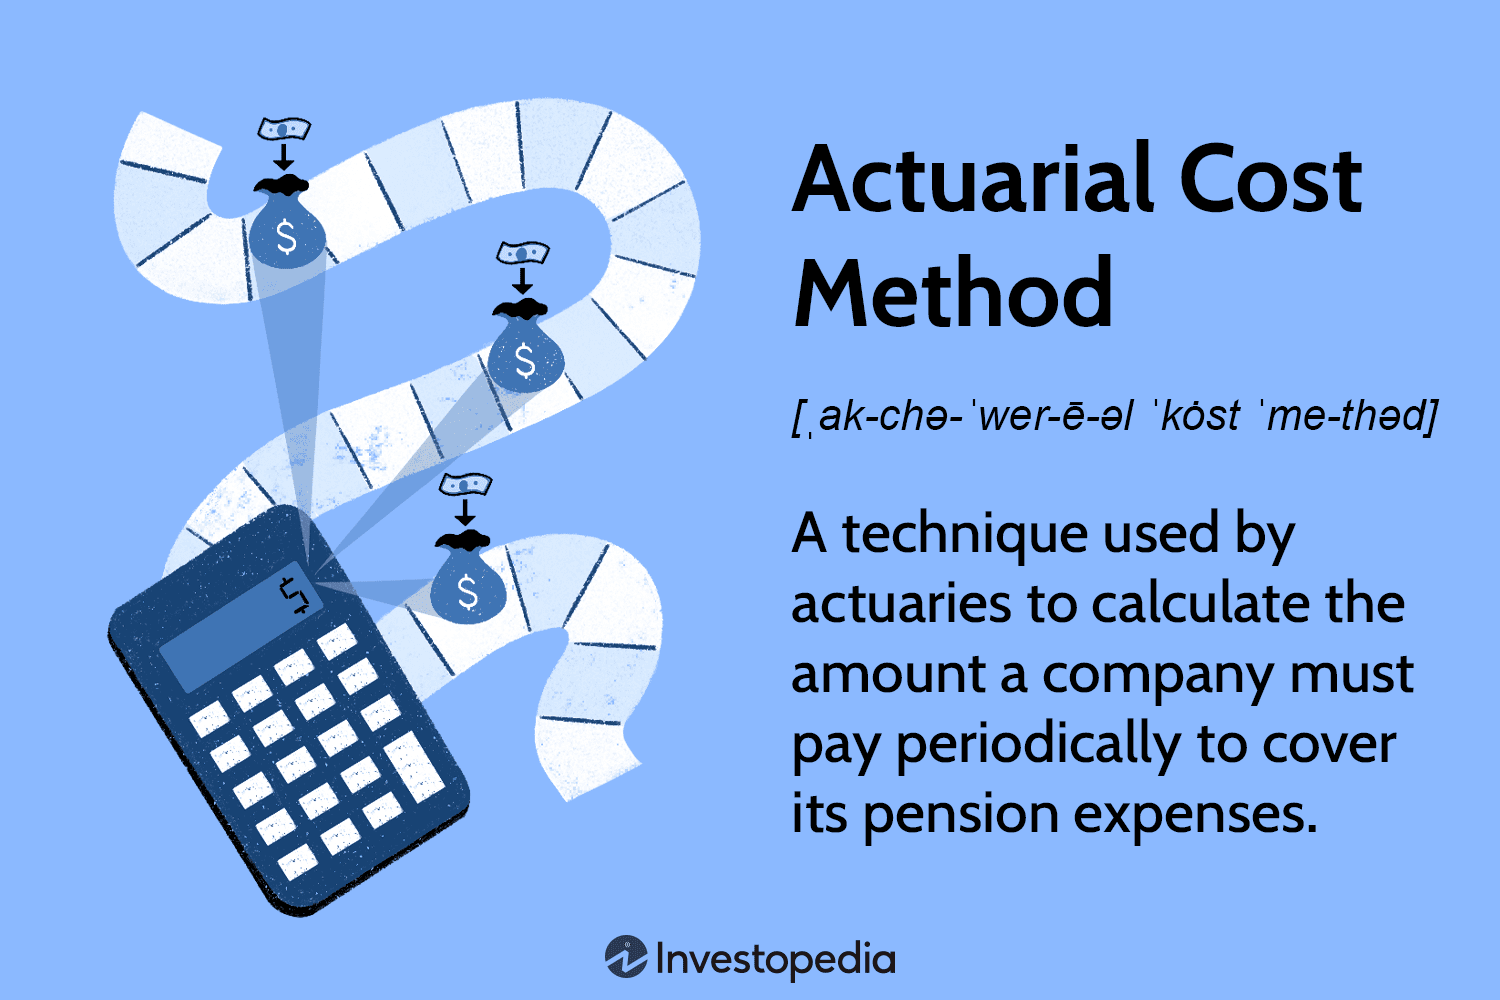 $
$
$
$
Actuarial Cost
Method
[ˌak-chə-ˈwer-ē-əl ˈkȯst ˈme-thəd]
A technique used by
actuaries to calculate the
amount a company must
pay periodically to cover
its pension expenses.
Investopedia